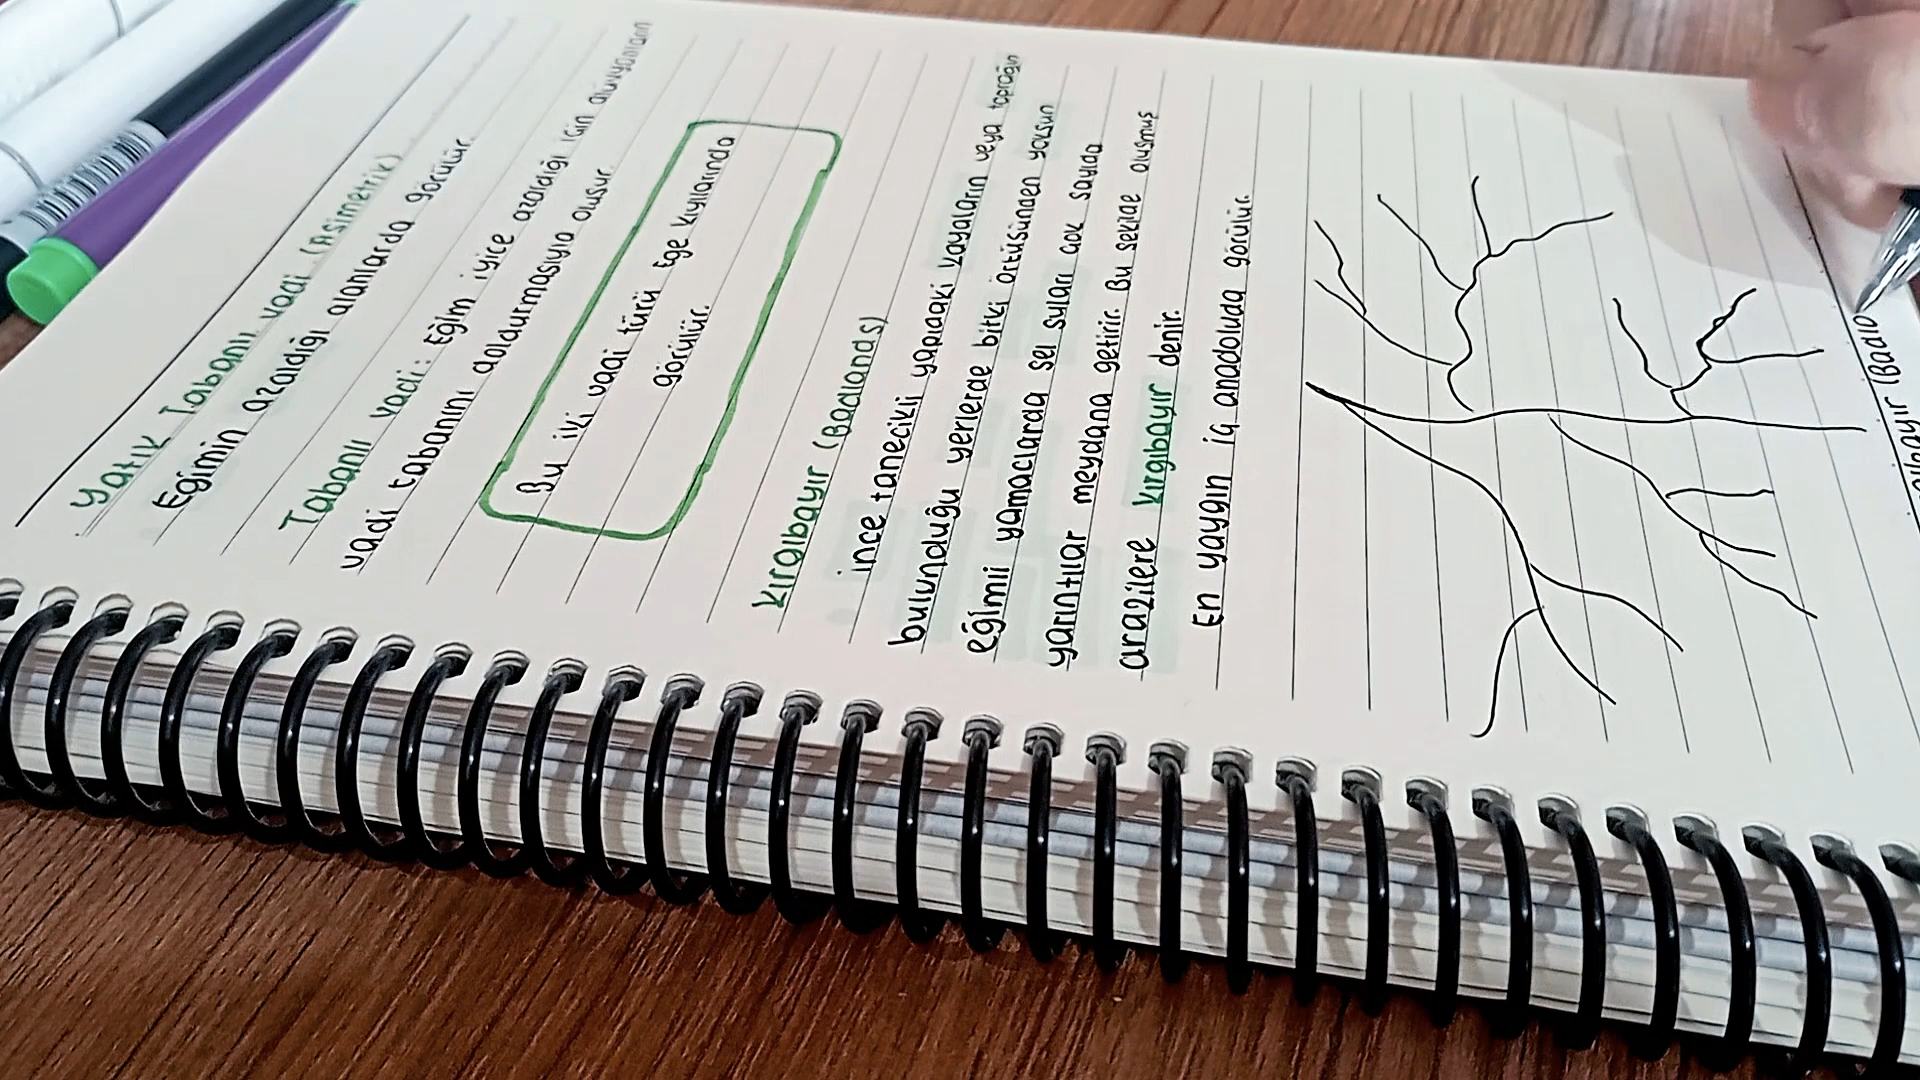 Yatık Tabanlı Vadi (Asimetrik)
Eğimin azaldığı alanlarda görülür.
Tabanlı Vadi: Eğim iyice azaldığı için alüvyonların
vadi tabanını doldurmasıyla oluşur.
Bu iki vadi türü Ege kıyılarında
görülür.
Kırgıbayır (Badlands)
İnce tanecikli yapıdaki kayaların veya toprağın
bulunduğu yerlerde bitki örtüsünden yoksun
eğimli yamaçlarda sel suları çok sayıda
yarıntılar meydana getirir. Bu şekilde oluşmuş
arazilere kırgıbayır denir.
En yaygın iç anadoluda görülür.
(Badla